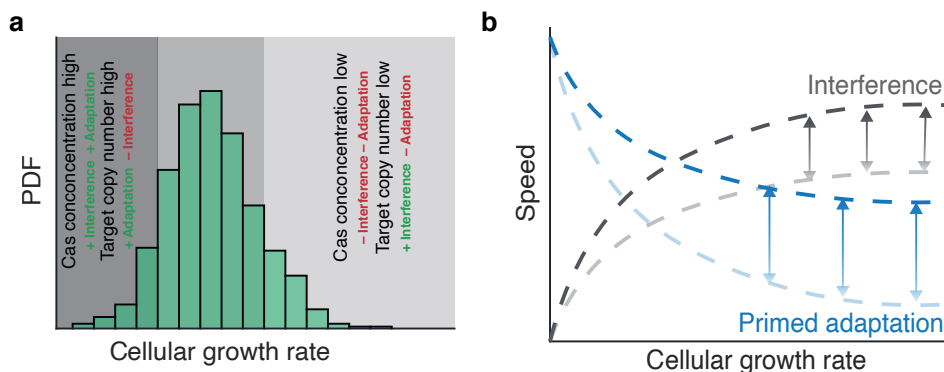 a
PDF
Cas conconcentration high
+ Interference + Adaptation
Target copy number high
+ Adaptation – Interference
Cas conconcentration low
– Interference – Adaptation
Target copy number low
+ Interference – Adaptation
Cellular growth rate
b
Speed
Interference
Primed adaptation
Cellular growth rate